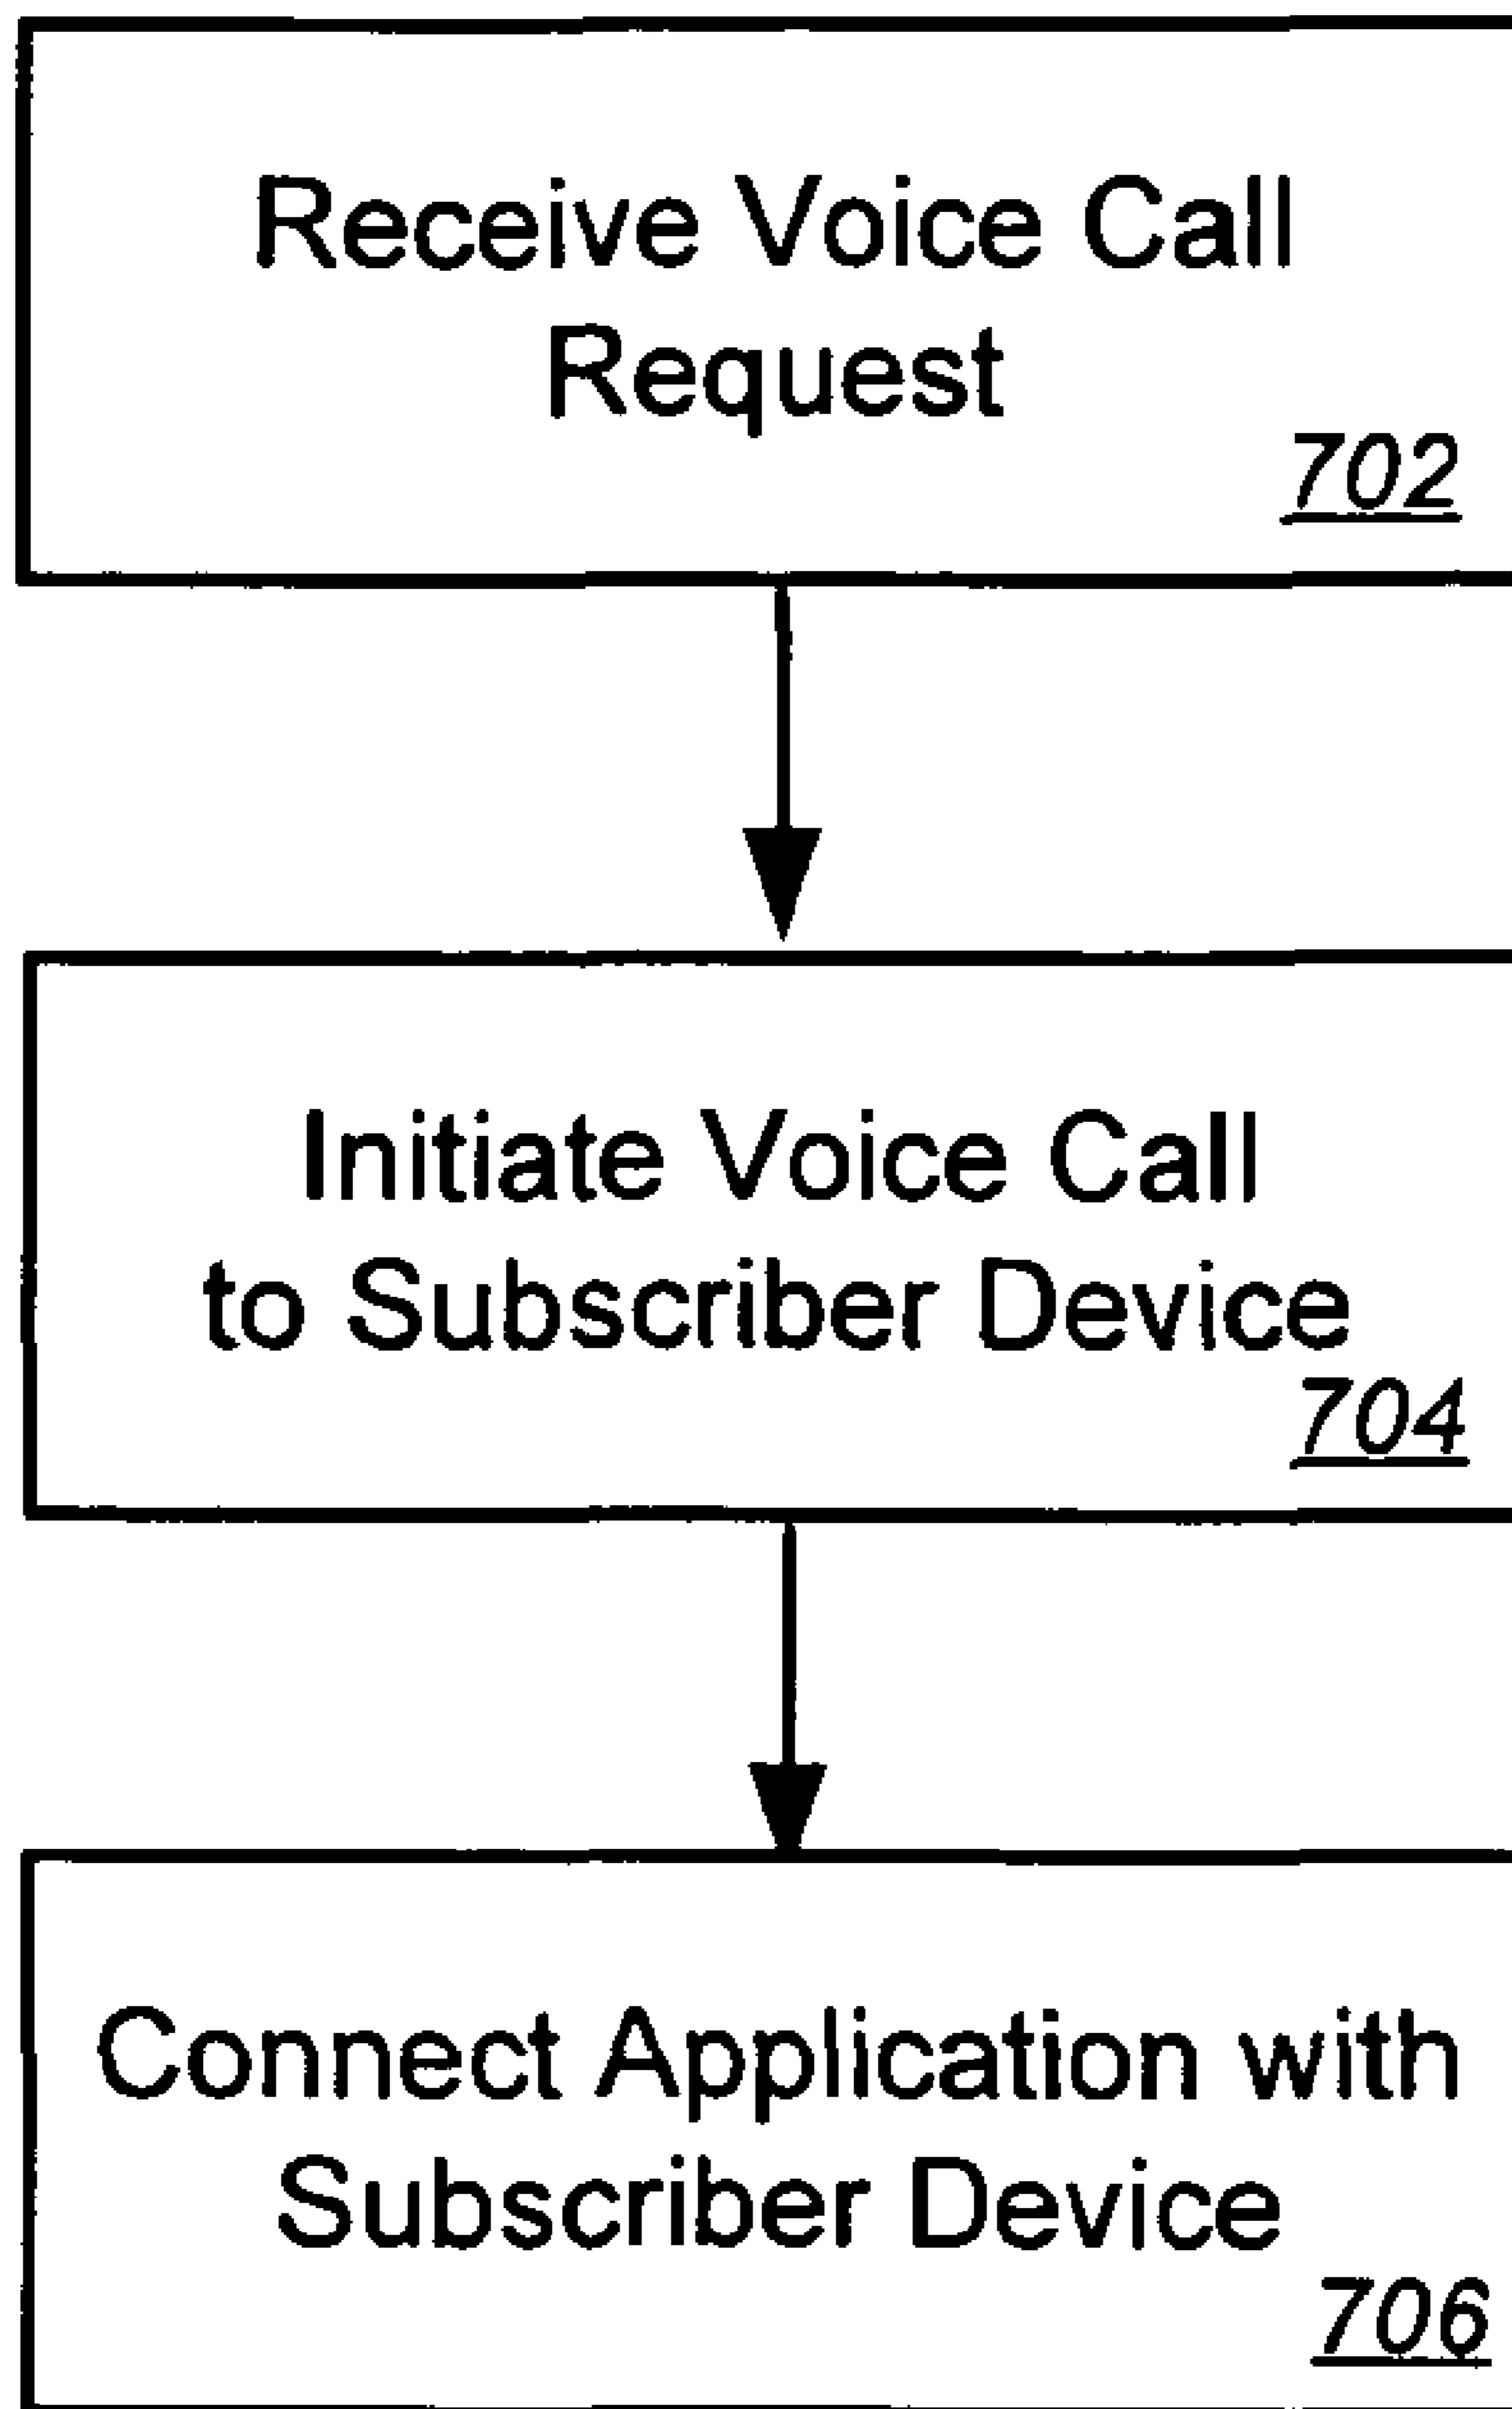 Receive Voice Call
Request
702
Initiate Voice Call
to Subscriber Device
704
Connect Application with
Subscriber Device
706